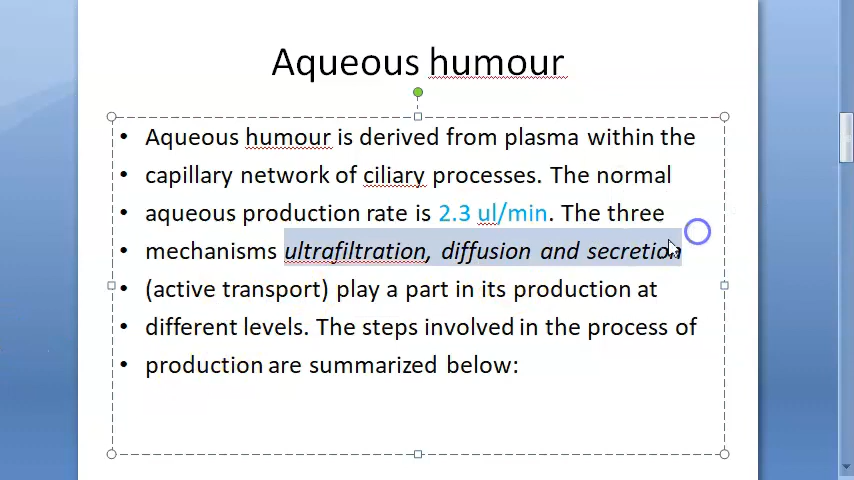 Aqueous humour
• Aqueous humour is derived from plasma within the
• capillary network of ciliary processes. The normal
• aqueous production rate is 2.3 ul/min. The three
• mechanisms ultrafiltration, diffusion and secretion
• (active transport) play a part in its production at
• different levels. The steps involved in the process of
• production are summarized below: